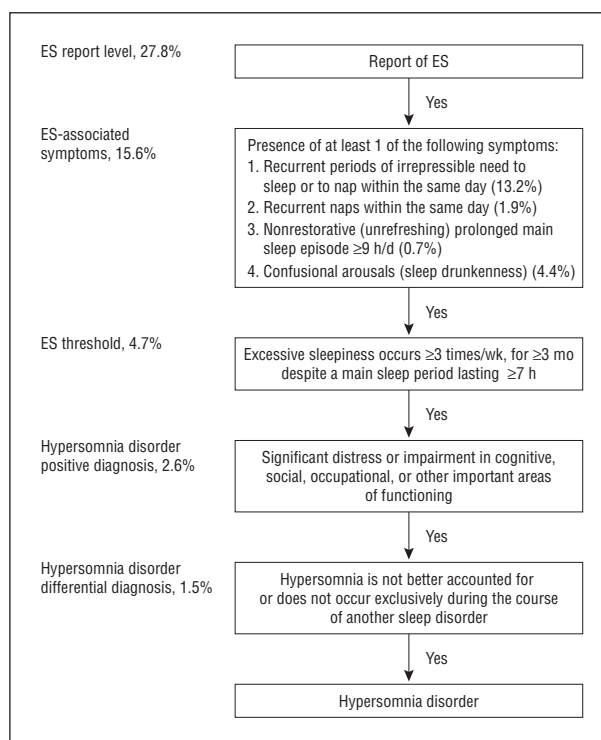 ES report level, 27.8%
Report of ES
Yes
ES-associated
symptoms, 15.6%
Presence of at least 1 of the following symptoms:
1. Recurrent periods of irrepressible need to
sleep or to nap within the same day (13.2%)
2. Recurrent naps within the same day (1.9%)
3. Nonrestorative (unrefreshing) prolonged main
sleep episode ≥9 h/d (0.7%)
4. Confusional arousals (sleep drunkenness) (4.4%)
Yes
ES threshold, 4.7%
Excessive sleepiness occurs ≥3 times/wk, for ≥3 mo
despite a main sleep period lasting ≥7 h
Yes
Hypersomnia disorder
positive diagnosis, 2.6%
Significant distress or impairment in cognitive,
social, occupational, or other important areas
of functioning
Yes
Hypersomnia disorder
differential diagnosis, 1.5%
Hypersomnia is not better accounted for
or does not occur exclusively during the course
of another sleep disorder
Yes
Hypersomnia disorder